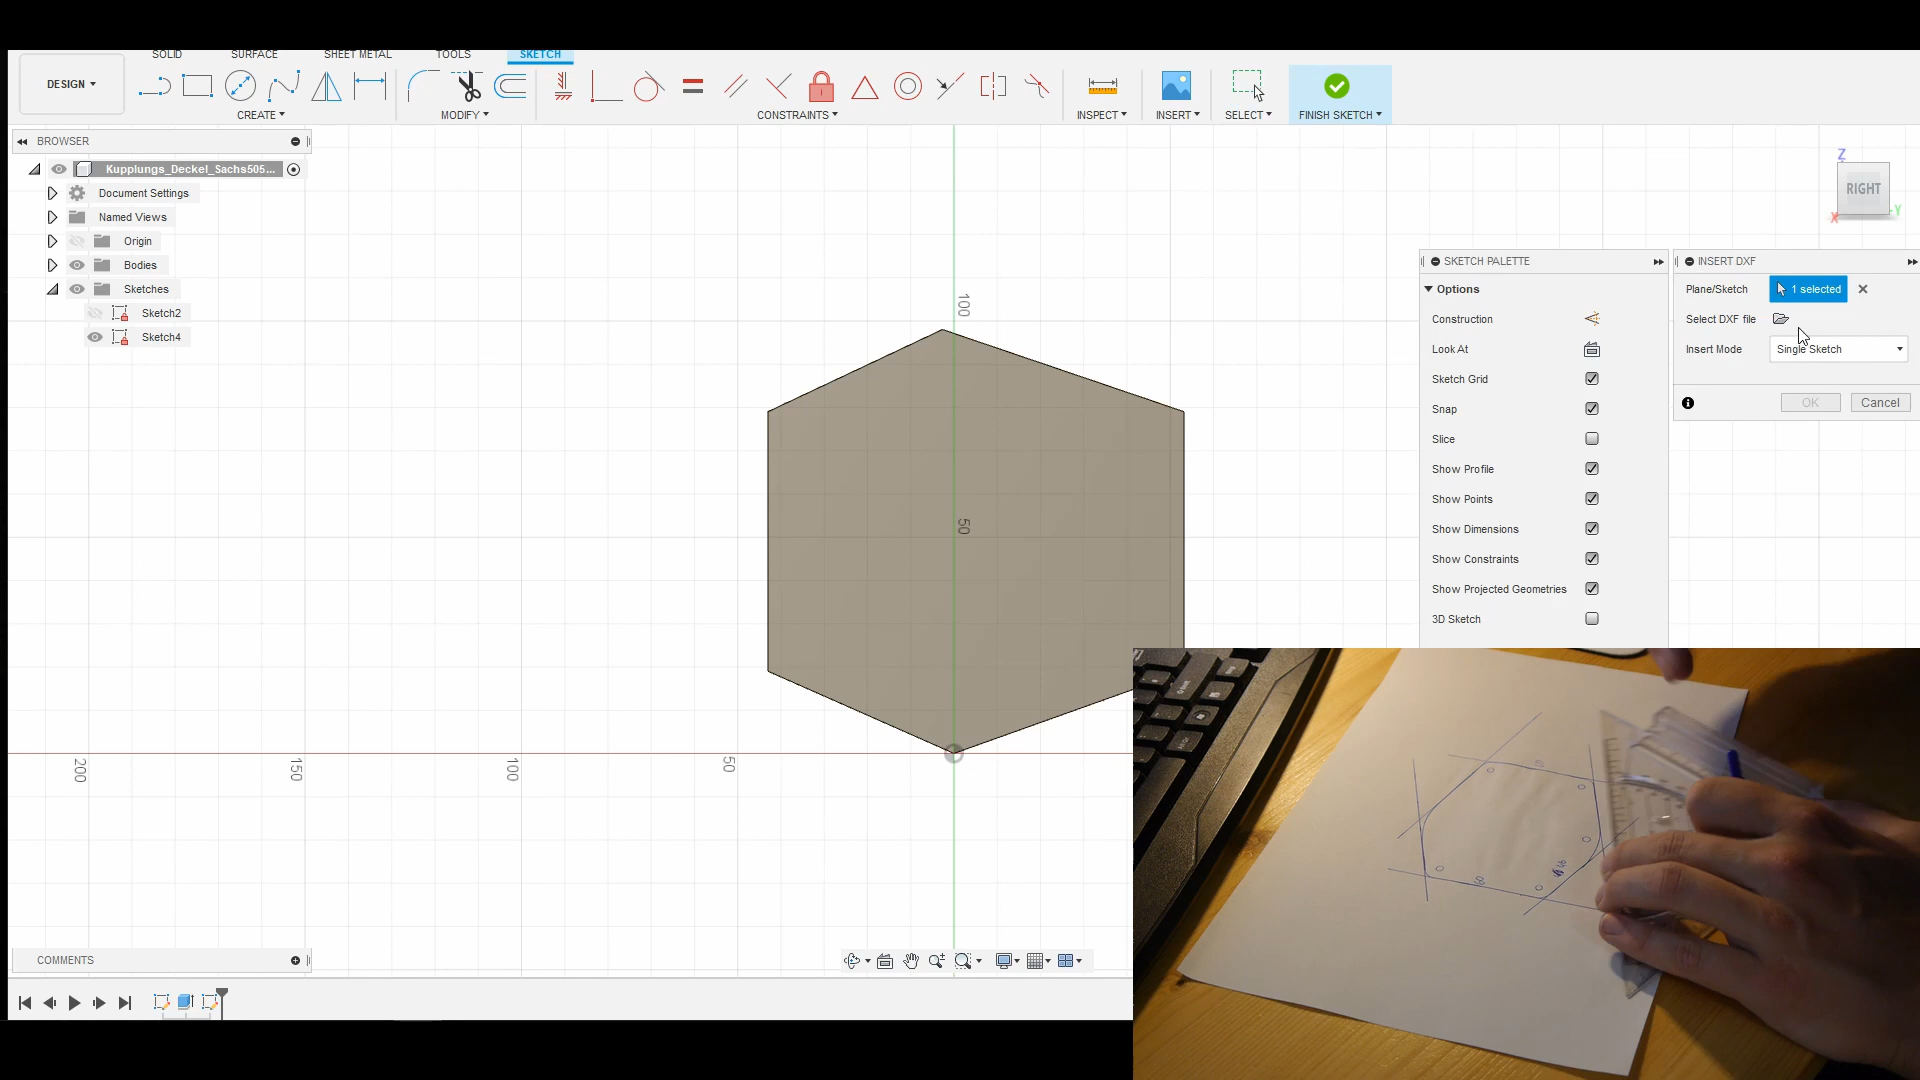 SOLID SURFACE SHEET METAL TOOLS SKETCH
DESIGN
CREATE MODIFY CONSTRAINTS INSPECT INSERT SELECT FINISH SKETCH
BROWSER
Kupplungs_Deckel_Sachs505...
Document Settings
Named Views
Origin
Bodies
Sketches
Sketch2
Sketch4
Z
RIGHT
X
Y
SKETCH PALETTE
Options
Construction
Look At
Sketch Grid
Snap
Slice
Show Profile
Show Points
Show Dimensions
Show Constraints
Show Projected Geometries
3D Sketch
INSERT DXF
Plane/Sketch 1 selected
Select DXF file
Insert Mode Single Sketch
OK Cancel
100
50
200 150 100 50
COMMENTS